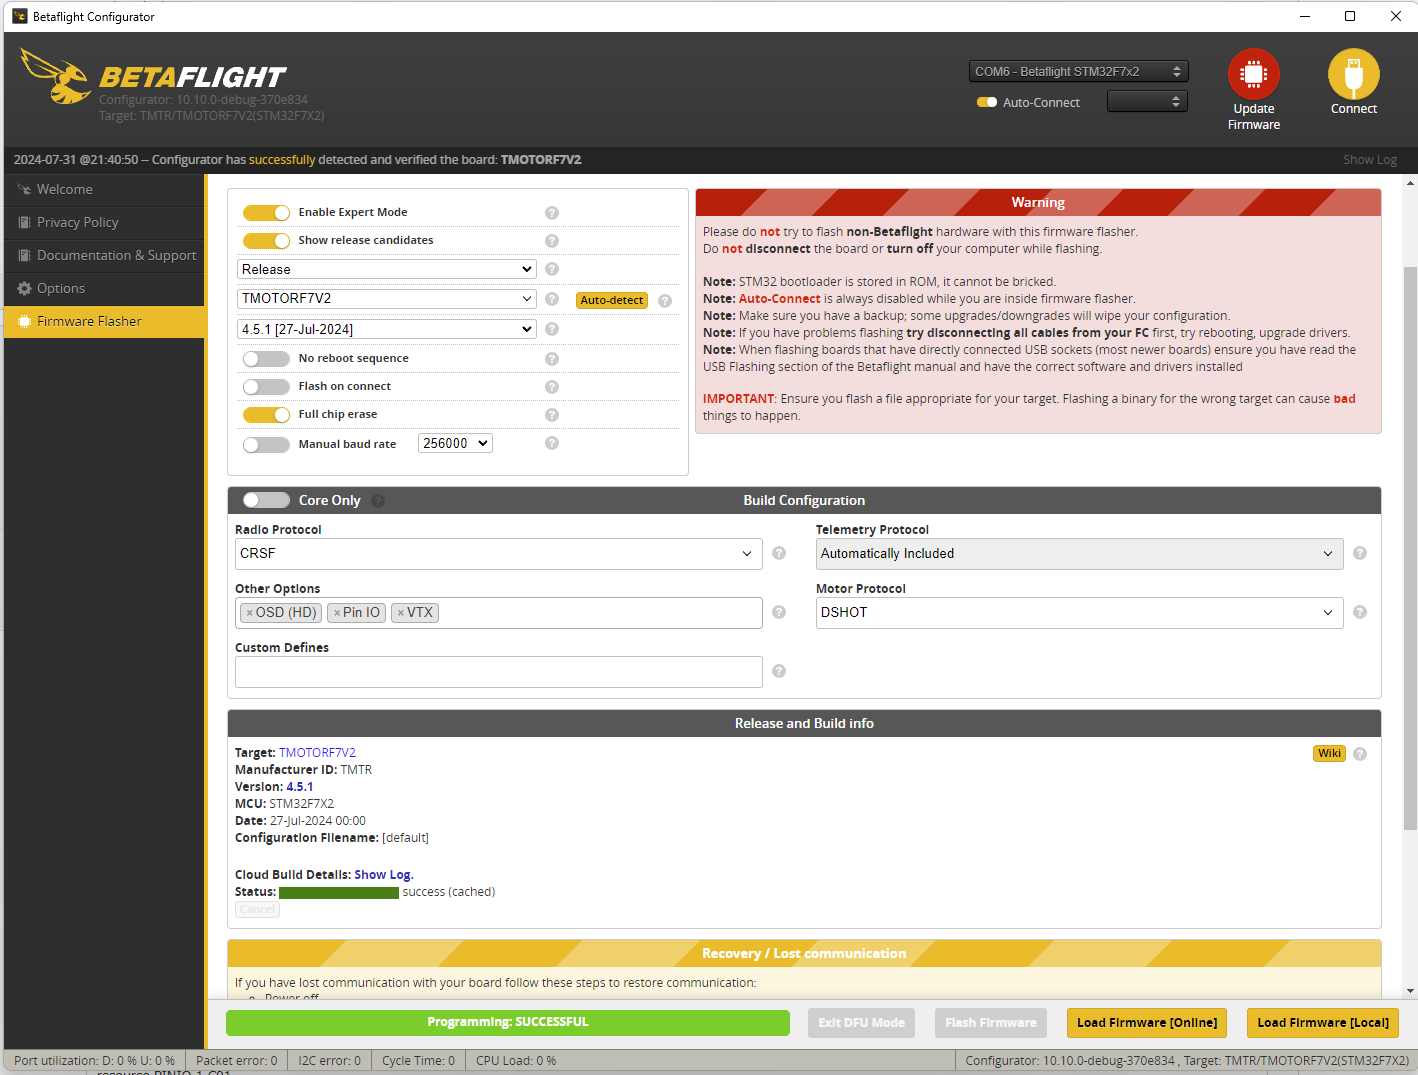 Betaflight Configurator
BETAFLIGHT
Configurator: 10.10.0-debug-370e834
Target: TMTR/TMOTORF7V2(STM32F7X2)
COM6 - Betaflight STM32F7x2
Auto-Connect
Update
Firmware
Connect
2024-07-31 @21:40:50 -- Configurator has successfully detected and verified the board: TMOTORF7V2
Show Log
Welcome
Privacy Policy
Documentation & Support
Options
Firmware Flasher
Enable Expert Mode
Show release candidates
Release
TMOTORF7V2
Auto-detect
4.5.1 [27-Jul-2024]
No reboot sequence
Flash on connect
Full chip erase
Manual baud rate
256000
Warning
Please do not try to flash non-Betaflight hardware with this firmware flasher.
Do not disconnect the board or turn off your computer while flashing.
Note: STM32 bootloader is stored in ROM, it cannot be bricked.
Note: Auto-Connect is always disabled while you are inside firmware flasher.
Note: Make sure you have a backup; some upgrades/downgrades will wipe your configuration.
Note: If you have problems flashing try disconnecting all cables from your FC first, try rebooting, upgrade drivers.
Note: When flashing boards that have directly connected USB sockets (most newer boards) ensure you have read the
USB Flashing section of the Betaflight manual and have the correct software and drivers installed
IMPORTANT: Ensure you flash a file appropriate for your target. Flashing a binary for the wrong target can cause bad
things to happen.
Core Only
Build Configuration
Radio Protocol
CRSF
Telemetry Protocol
Automatically Included
Other Options
×OSD (HD) ×Pin IO ×VTX
Motor Protocol
DSHOT
Custom Defines
Release and Build info
Target: TMOTORF7V2
Wiki
Manufacturer ID: TMTR
Version: 4.5.1
MCU: STM32F7X2
Date: 27-Jul-2024 00:00
Configuration Filename: [default]
Cloud Build Details: Show Log.
Status: success (cached)
Cancel
Recovery / Lost communication
If you have lost communication with your board follow these steps to restore communication:
Power off
Programming: SUCCESSFUL
Exit DFU Mode
Flash Firmware
Load Firmware [Online]
Load Firmware [Local]
Port utilization: D: 0 % U: 0 %
Packet error: 0
I2C error: 0
Cycle Time: 0
CPU Load: 0 %
Configurator: 10.10.0-debug-370e834 , Target: TMTR/TMOTORF7V2(STM32F7X2)